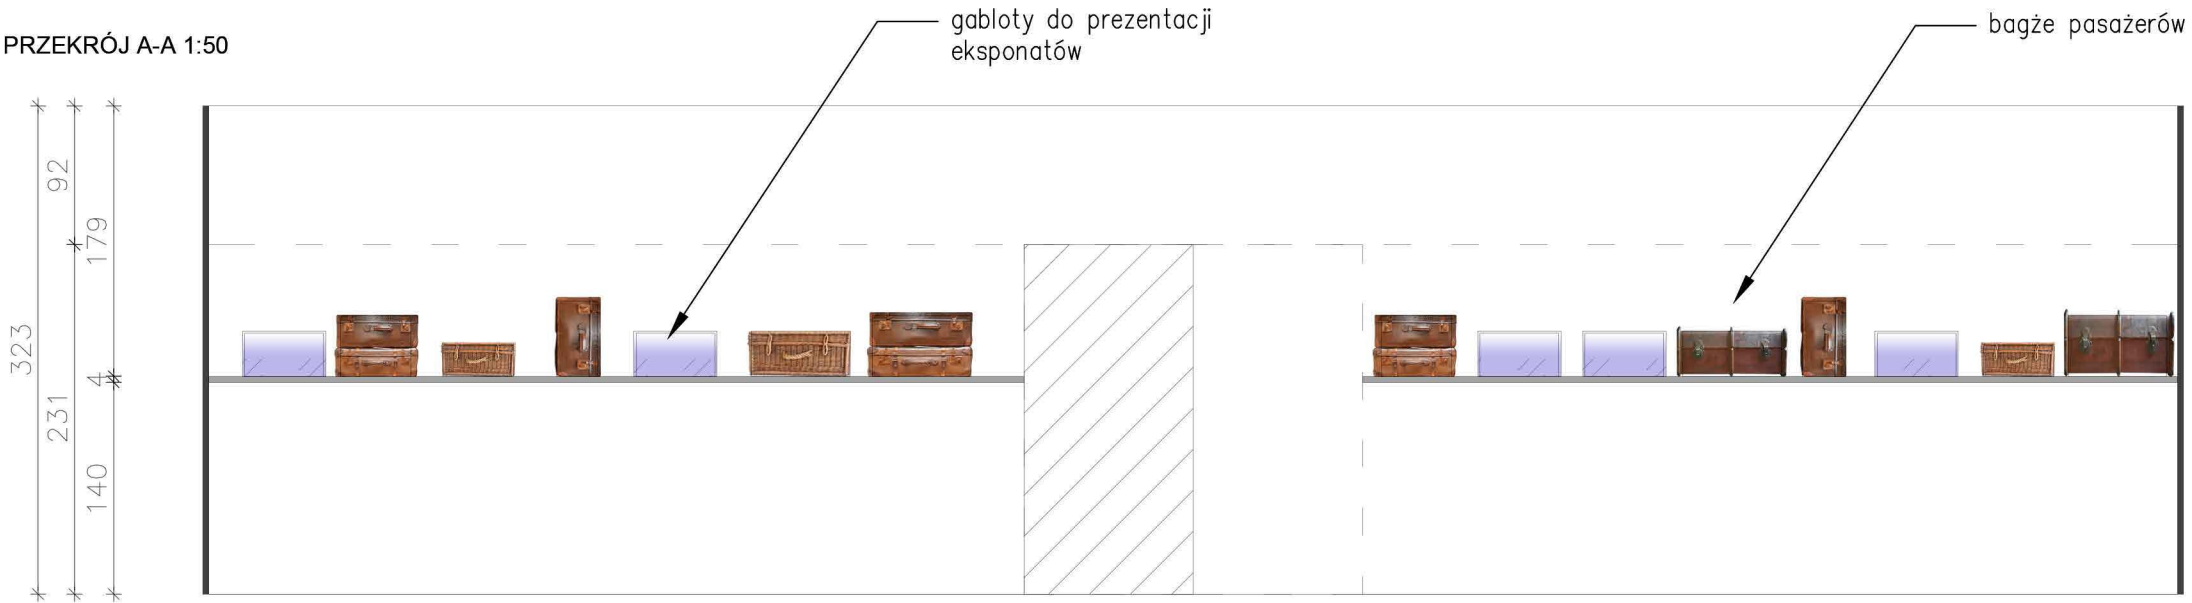 gabloty do prezentacji
eksponatów
bagże pasażerów
PRZEKRÓJ A-A 1:50
92
179
323
4
231
140